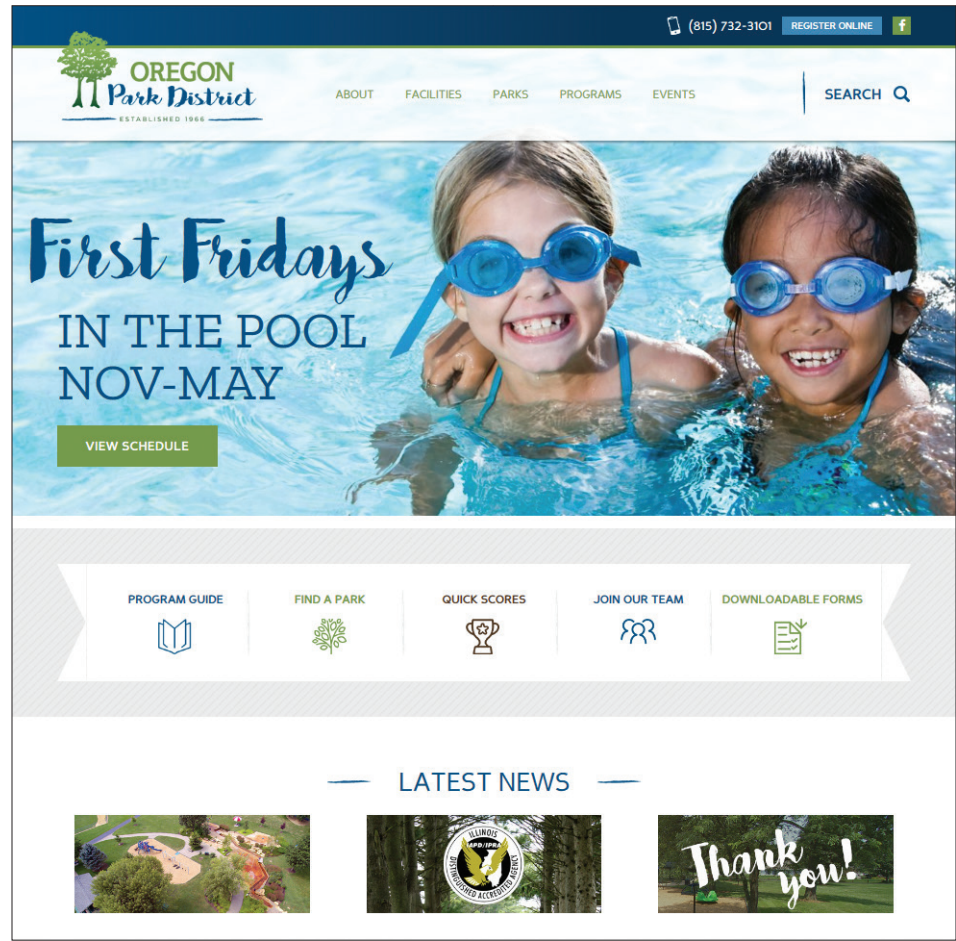 (815) 732-3101 REGISTER ONLINE f
OREGON
Park District
ESTABLISHED 1966
ABOUT FACILITIES PARKS PROGRAMS EVENTS SEARCH
First Fridays
IN THE POOL
NOV-MAY
VIEW SCHEDULE
PROGRAM GUIDE FIND A PARK QUICK SCORES JOIN OUR TEAM DOWNLOADABLE FORMS
LATEST NEWS
ILLINOIS
IAPD/IPRA
DISTINGUISHED ACCREDITED AGENCY
Thank
you!